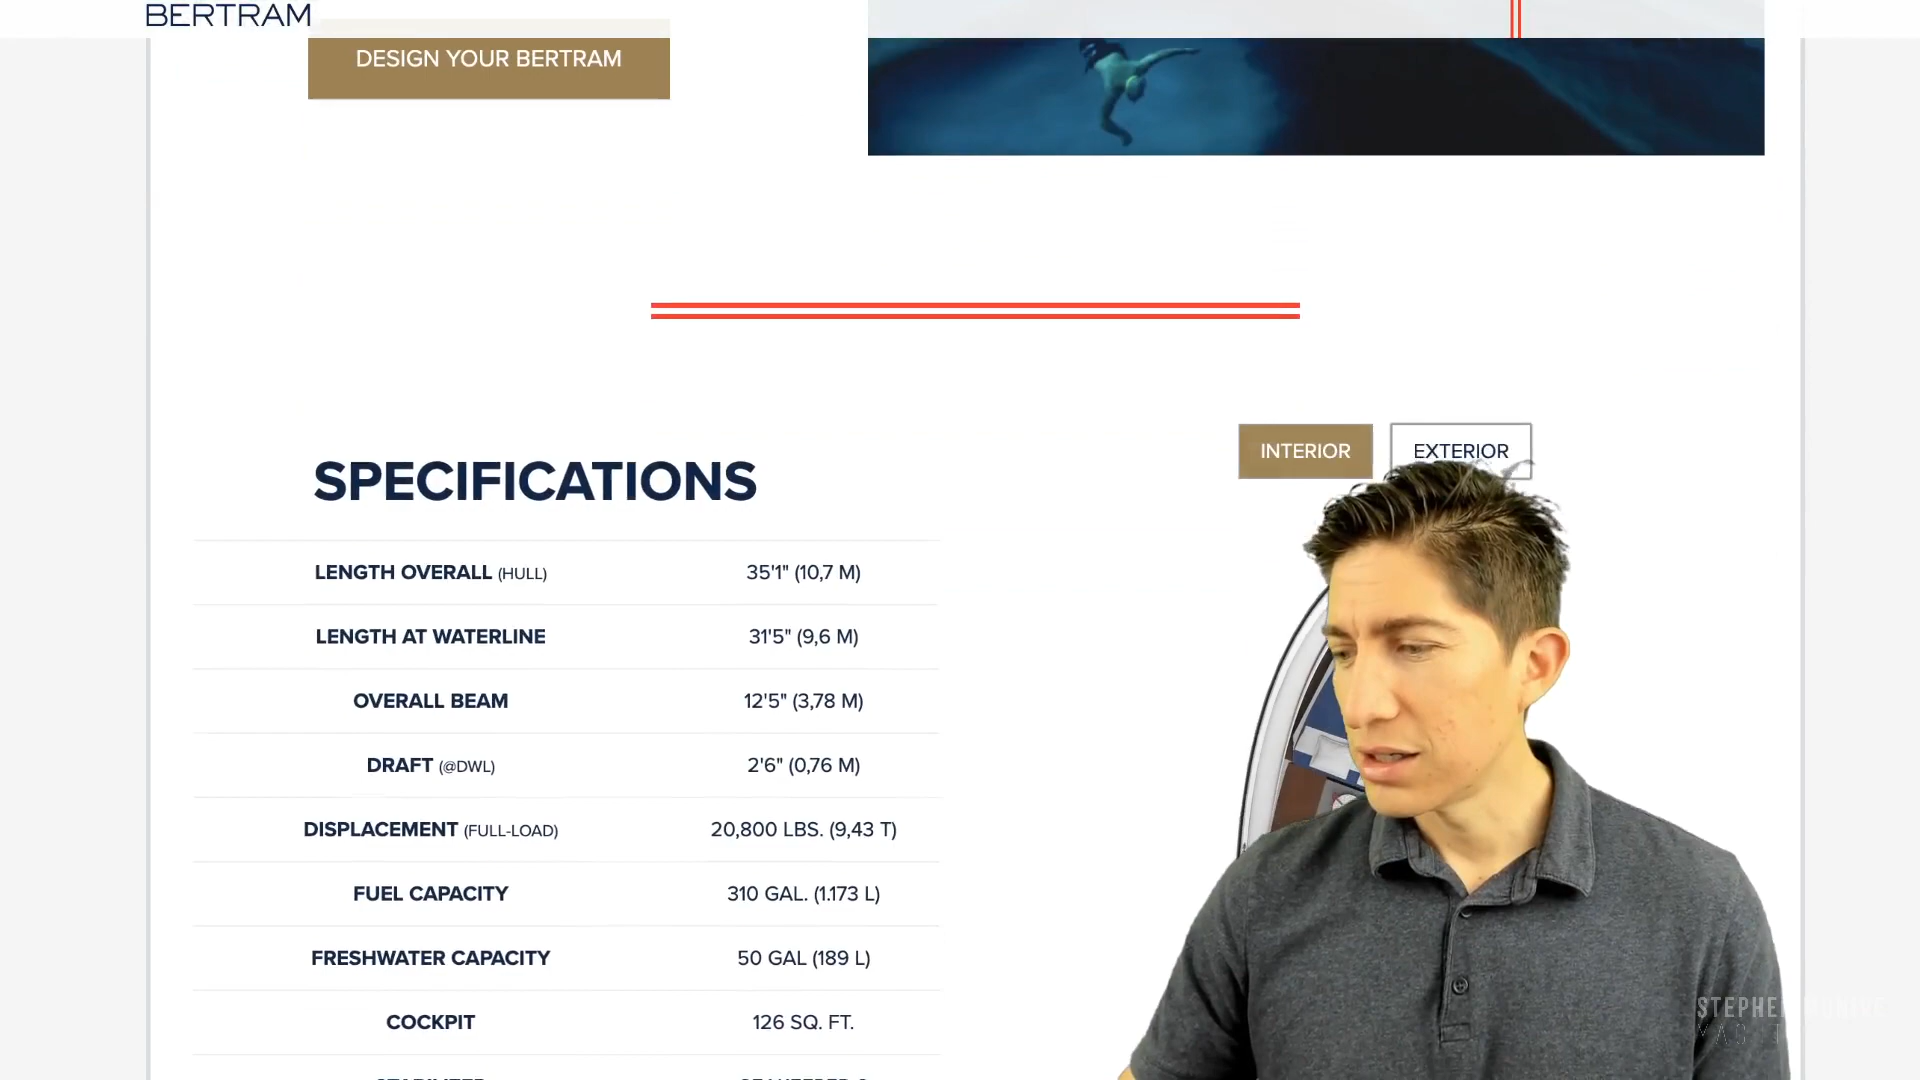 BERTRAM
DESIGN YOUR BERTRAM
INTERIOR
EXTERIOR
SPECIFICATIONS
LENGTH OVERALL (HULL) 35'1" (10,7 M)
LENGTH AT WATERLINE 31'5" (9,6 M)
OVERALL BEAM 12'5" (3,78 M)
DRAFT (@DWL) 2'6" (0,76 M)
DISPLACEMENT (FULL-LOAD) 20,800 LBS. (9,43 T)
FUEL CAPACITY 310 GAL. (1.173 L)
FRESHWATER CAPACITY 50 GAL (189 L)
COCKPIT 126 SQ. FT.